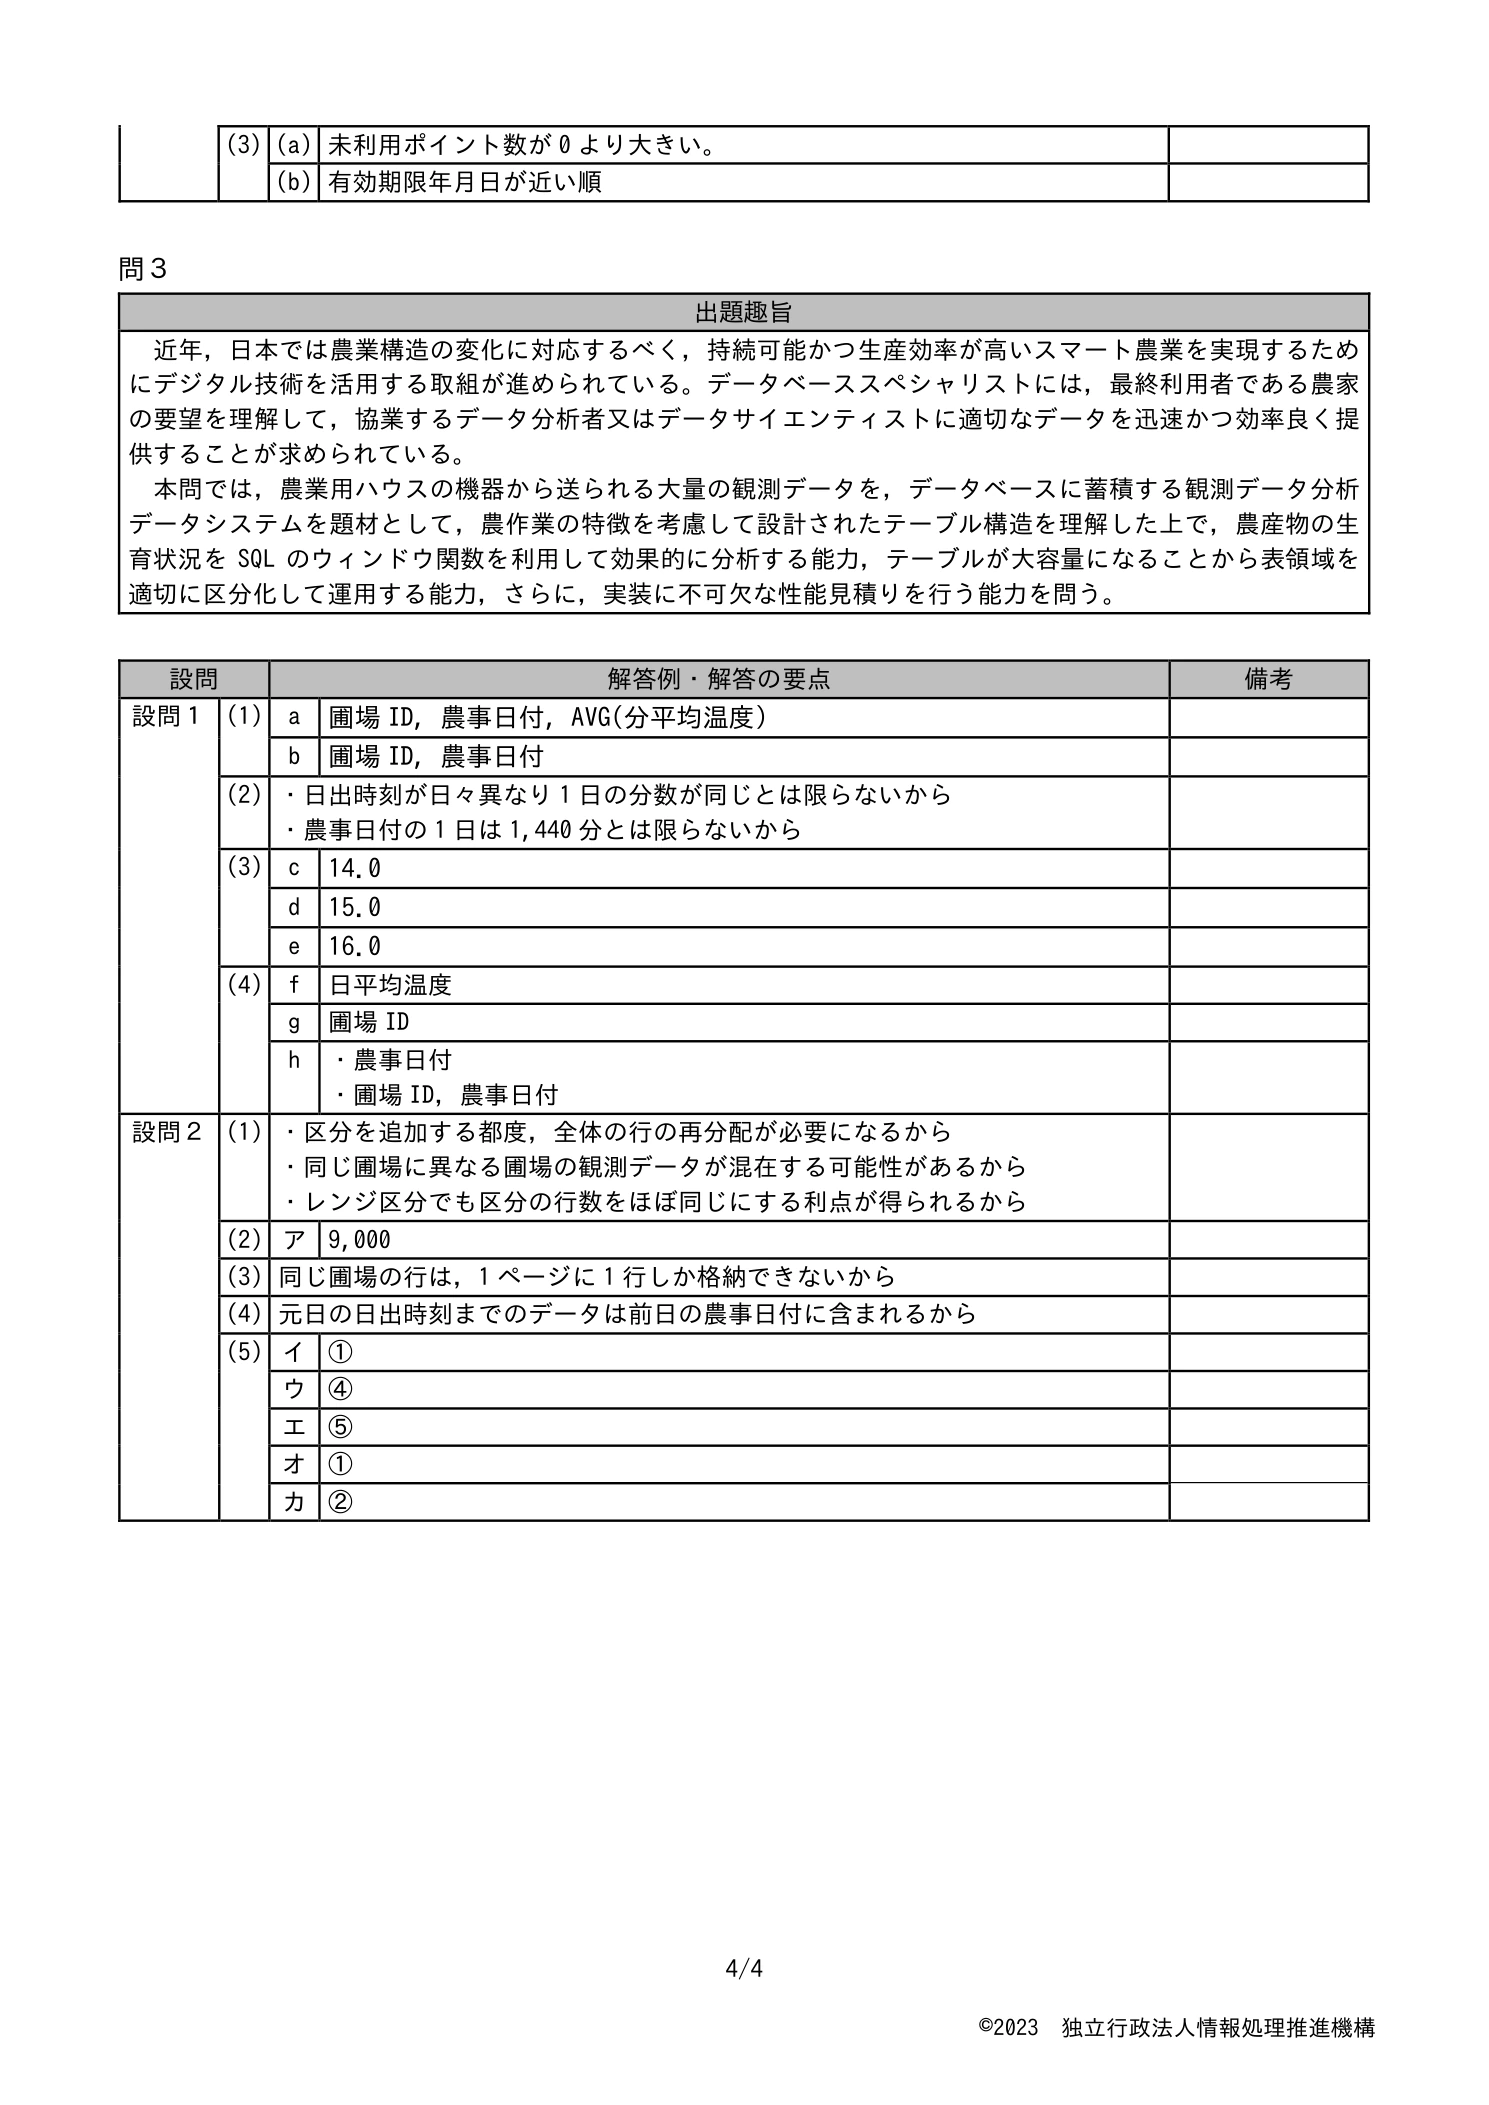 (3) (a) 未利用ポイント数が0より大きい。
(b) 有効期限年月日が近い順
問３
出題趣旨
近年，日本では農業構造の変化に対応するべく，持続可能かつ生産効率が高いスマート農業を実現するため
にデジタル技術を活用する取組が進められている。データベーススペシャリストには，最終利用者である農家
の要望を理解して，協業するデータ分析者又はデータサイエンティストに適切なデータを迅速かつ効率良く提
供することが求められている。
本問では，農業用ハウスの機器から送られる大量の観測データを，データベースに蓄積する観測データ分析
データシステムを題材として，農作業の特徴を考慮して設計されたテーブル構造を理解した上で，農産物の生
育状況を SQL のウィンドウ関数を利用して効果的に分析する能力，テーブルが大容量になることから表領域を
適切に区分化して運用する能力，さらに，実装に不可欠な性能見積りを行う能力を問う。
設問 解答例・解答の要点 備考
設問１ (1) a 圃場 ID，農事日付，AVG(分平均温度)
b 圃場 ID，農事日付
(2) ・日出時刻が日々異なり 1 日の分数が同じとは限らないから
・農事日付の 1 日は 1,440 分とは限らないから
(3) c 14.0
d 15.0
e 16.0
(4) f 日平均温度
g 圃場 ID
h ・農事日付
・圃場 ID，農事日付
設問２ (1) ・区分を追加する都度，全体の行の再分配が必要になるから
・同じ圃場に異なる圃場の観測データが混在する可能性があるから
・レンジ区分でも区分の行数をほぼ同じにする利点が得られるから
(2) ア 9,000
(3) 同じ圃場の行は，1 ページに 1 行しか格納できないから
(4) 元日の日出時刻までのデータは前日の農事日付に含まれるから
(5) イ ①
ウ ④
エ ⑤
オ ①
カ ②
4/4
©2023　独立行政法人情報処理推進機構